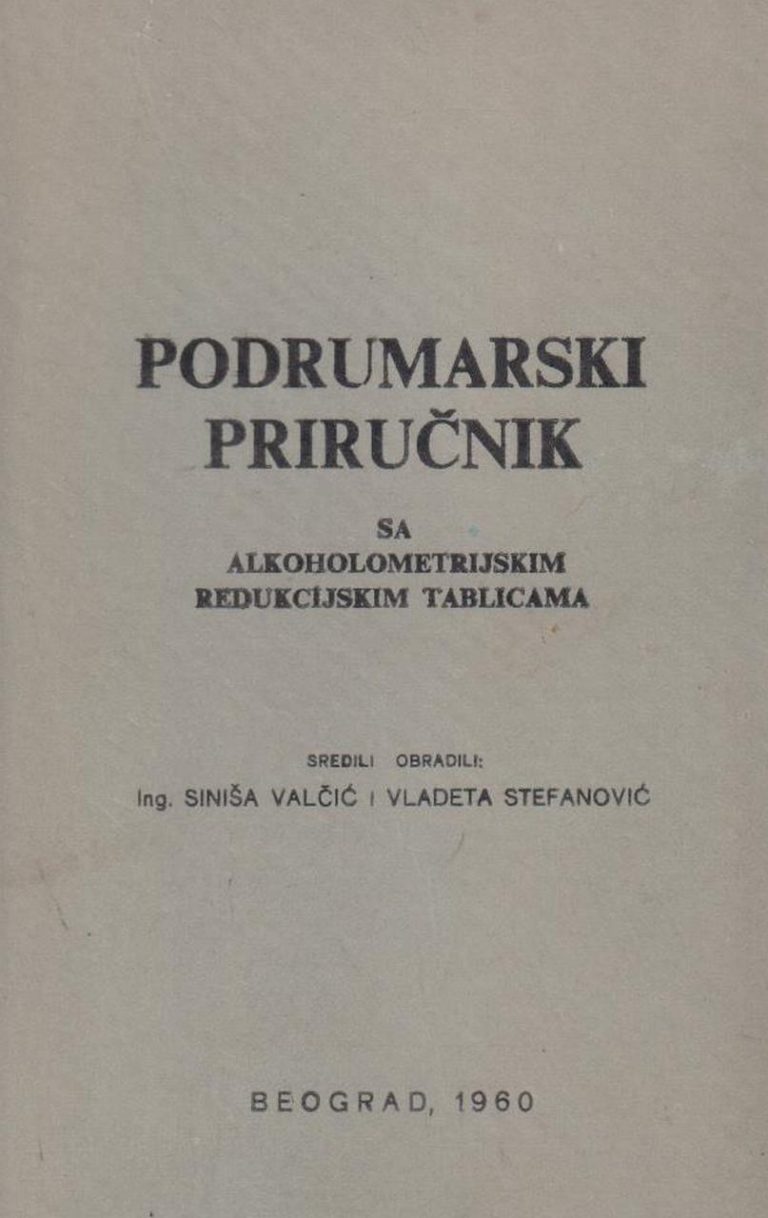 PODRUMARSKI
PRIRUČNIK
SA
ALKOHOLOMETRIJSKIM
REDUKCIJSKIM TABLICAMA
SREDILI OBRADILI:
Ing. SINIŠA VALČIĆ I VLADETA STEFANOVIĆ
BEOGRAD, 1960